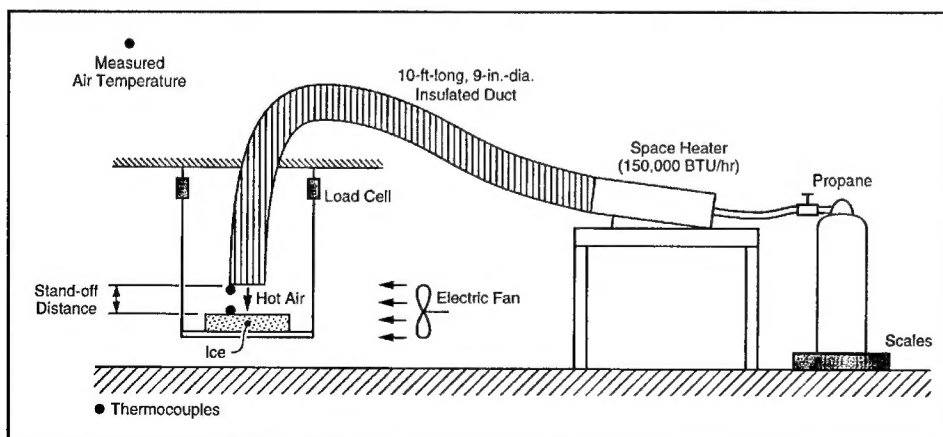 Measured
Air Temperature
10-ft-long, 9-in.-dia.
Insulated Duct
Space Heater
(150,000 BTU/hr)
Propane
Load Cell
Stand-off
Distance
Hot Air
Electric Fan
Ice
Scales
Thermocouples